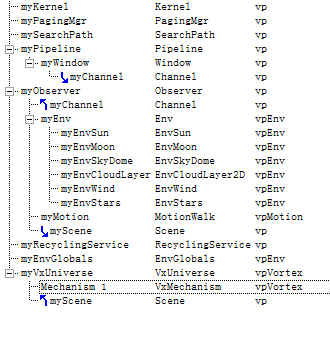 myKernel Kernel vp
myPagingMgr PagingMgr vp
mySearchPath SearchPath vp
myPipeline Pipeline vp
myWindow Window vp
myChannel Channel vp
myObserver Observer vp
myChannel Channel vp
myEnv Env vpEnv
myEnvSun EnvSun vpEnv
myEnvMoon EnvMoon vpEnv
myEnvSkyDome EnvSkyDome vpEnv
myEnvCloudLayer EnvCloudLayer2D vpEnv
myEnvWind EnvWind vpEnv
myEnvStars EnvStars vpEnv
myMotion MotionWalk vpMotion
myScene Scene vp
myRecyclingService RecyclingService vp
myEnvGlobals EnvGlobals vpEnv
myVxUniverse VxUniverse vpVortex
Mechanism 1 VxMechanism vpVortex
myScene Scene vp